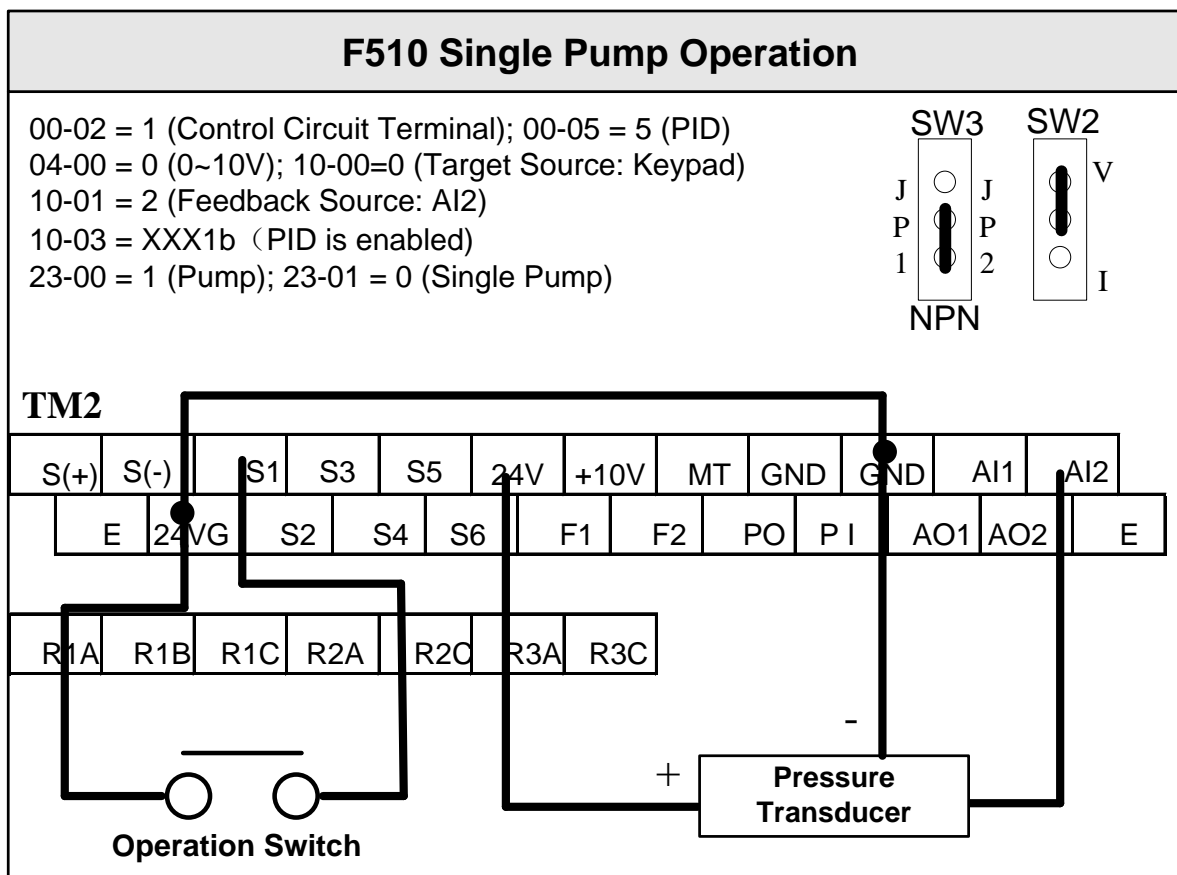 F510 Single Pump Operation
00-02 = 1 (Control Circuit Terminal); 00-05 = 5 (PID)
04-00 = 0 (0~10V); 10-00=0 (Target Source: Keypad)
10-01 = 2 (Feedback Source: AI2)
10-03 = XXX1b（PID is enabled)
23-00 = 1 (Pump); 23-01 = 0 (Single Pump)
SW3 SW2
J J V
P P
1 2 I
NPN
TM2
S(+) S(-) S1 S3 S5 24V +10V MT GND GND AI1 AI2
E 24VG S2 S4 S6 F1 F2 PO P I AO1 AO2 E
R1A R1B R1C R2A R2C R3A R3C
-
+
Pressure
Transducer
Operation Switch